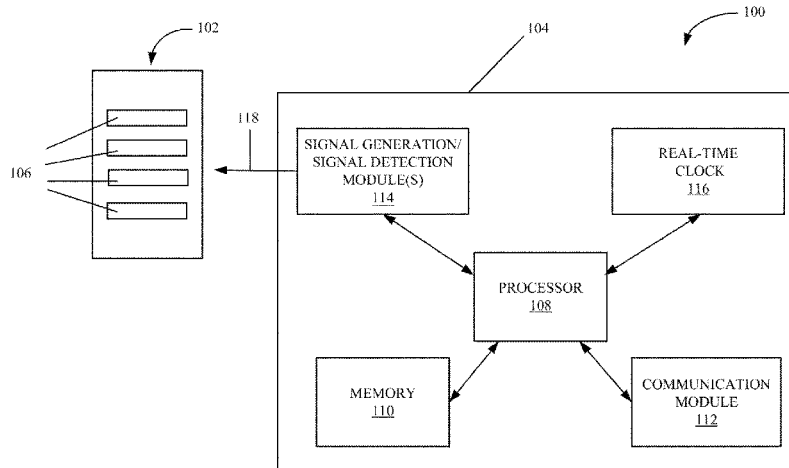 102
104
100
118
106
SIGNAL GENERATION/
SIGNAL DETECTION
MODULE(S)
114
REAL-TIME
CLOCK
116
PROCESSOR
108
MEMORY
110
COMMUNICATION
MODULE
112